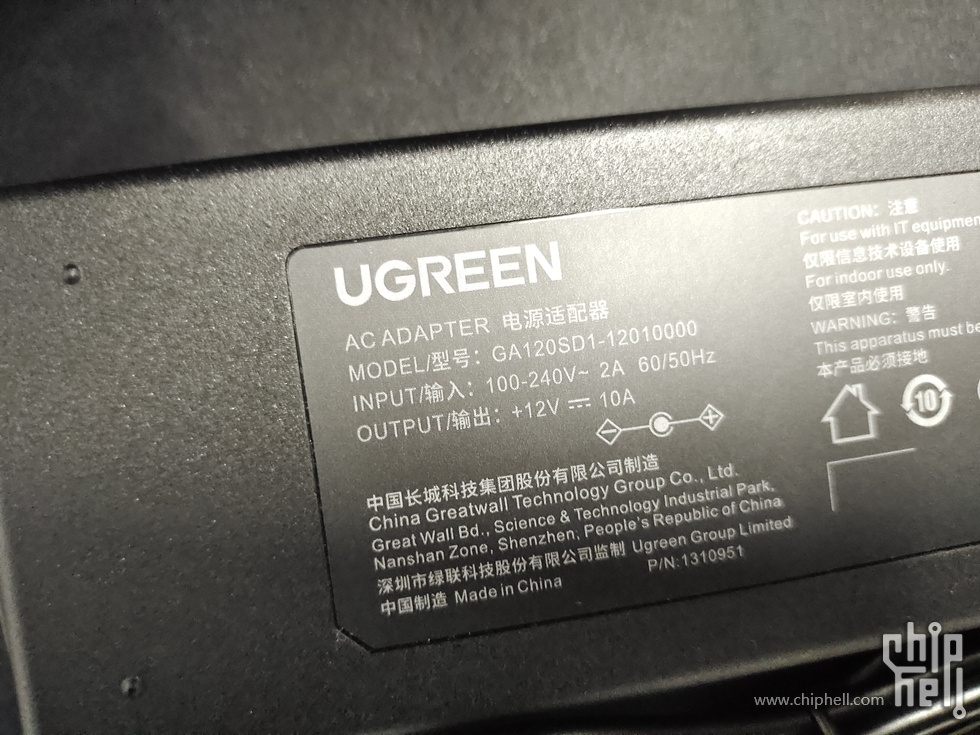 UGREEN
AC ADAPTER 电源适配器
MODEL/型号: GA120SD1-12010000
INPUT/输入: 100-240V~ 2A 60/50Hz
OUTPUT/输出: +12V ⎓ 10A
中国长城科技集团股份有限公司制造
China Greatwall Technology Group Co., Ltd.
Great Wall Bd., Science & Technology Industrial Park,
Nanshan Zone, Shenzhen, People's Republic of China
深圳市绿联科技股份有限公司监制 Ugreen Group Limited
中国制造 Made in China P/N:1310951
CAUTION: 注意
For use with IT
仅限信息技术设备使用
For indoor use only.
仅限室内使用
WARNING: 警告
This apparatus must
本产品必须接地
10
chip hell
www.chiphell.com